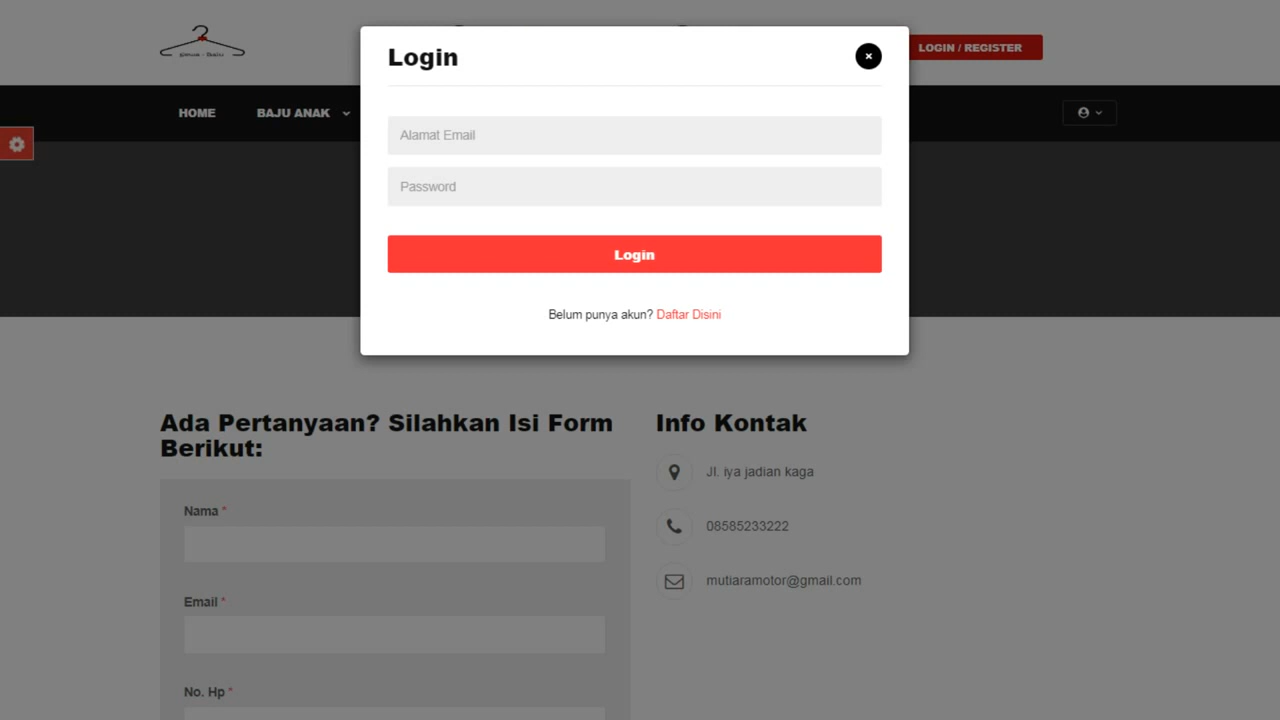 LOGIN / REGISTER
HOME
BAJU ANAK
Login
Alamat Email
Password
Login
Belum punya akun? Daftar Disini
Ada Pertanyaan? Silahkan Isi Form
Berikut:
Nama *
Email *
No. Hp *
Info Kontak
Jl. iya jadian kaga
08585233222
mutiaramotor@gmail.com